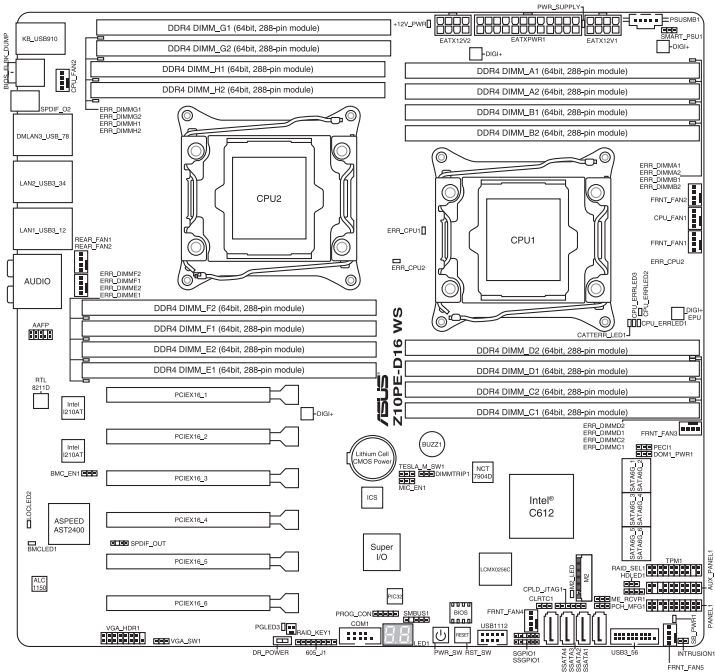 PWR_SUPPLY1
PSUSMB1
SMART_PSU1
DIGI+
+12V_PWR
EATX12V2
EATXPWR1
EATX12V1
DIGI+
KB_USB910
BIOS_FLBK_DUMP
CPU_FAN2
SPDIF_O2
DMLAN3_USB_78
LAN2_USB3_34
LAN1_USB3_12
AUDIO
DDR4 DIMM_G1 (64bit, 288-pin module)
DDR4 DIMM_G2 (64bit, 288-pin module)
DDR4 DIMM_H1 (64bit, 288-pin module)
DDR4 DIMM_H2 (64bit, 288-pin module)
ERR_DIMMG1
ERR_DIMMG2
ERR_DIMMH1
ERR_DIMMH2
DDR4 DIMM_A1 (64bit, 288-pin module)
DDR4 DIMM_A2 (64bit, 288-pin module)
DDR4 DIMM_B1 (64bit, 288-pin module)
DDR4 DIMM_B2 (64bit, 288-pin module)
ERR_DIMMA1
ERR_DIMMA2
ERR_DIMMB1
ERR_DIMMB2
FRNT_FAN2
CPU_FAN1
FRNT_FAN1
ERR_CPU2
CPU2
CPU1
ERR_CPU1
ERR_CPU2
REAR_FAN1
REAR_FAN2
ERR_DIMMF2
ERR_DIMMF1
ERR_DIMME2
ERR_DIMME1
CPU_ERRLED3
CPU_ERRLED2
DIGI+
EPU
CATTERR_LED1
CPU_ERRLED1
DDR4 DIMM_F2 (64bit, 288-pin module)
DDR4 DIMM_F1 (64bit, 288-pin module)
DDR4 DIMM_E2 (64bit, 288-pin module)
DDR4 DIMM_E1 (64bit, 288-pin module)
DDR4 DIMM_D2 (64bit, 288-pin module)
DDR4 DIMM_D1 (64bit, 288-pin module)
DDR4 DIMM_C2 (64bit, 288-pin module)
DDR4 DIMM_C1 (64bit, 288-pin module)
ASUS
Z10PE-D16 WS
AAFP
RTL
8211D
Intel
I210AT
Intel
I210AT
BMC_EN1
LOCLED2
ASPEED
AST2400
BMCLED1
ALC
1150
PCIEX16_1
PCIEX16_2
PCIEX16_3
PCIEX16_4
PCIEX16_5
PCIEX16_6
DIGI+
SPDIF_OUT
ERR_DIMMD2
ERR_DIMMD1
ERR_DIMMC2
ERR_DIMMC1
FRNT_FAN3
PECI1
DOM1_PWR1
BUZZ1
Lithium Cell
CMOS Power
TESLA_M_SW1
DIMMTRIP1
MIC_EN1
NCT
7904D
ICS
Intel®
C612
SATA6G_1
SATA6G_2
SATA6G_3
SATA6G_4
SATA6G_5
SATA6G_6
Super
I/O
LCMX0256C
PIC32
M2_LED
M2
RAID_SEL1
HDLED1
TPM1
AUX_PANEL1
ME_RCVR1
PCH_MFG1
PANEL1
CPLD_JTAG1
CLRTC1
VGA_HDR1
VGA_SW1
PGLED3
RAID_KEY1
DR_POWER
605_J1
PROG_CON
COM1
SMBUS1
88
LED1
BIOS
PWR_SW
RESET
RST_SW
USB1112
FRNT_FAN4
SGPIO1
SSGPIO1
SSATA4
SSATA3
SSATA2
SSATA1
USB3_56
SB_PWR1
INTRUSION1
FRNT_FAN5